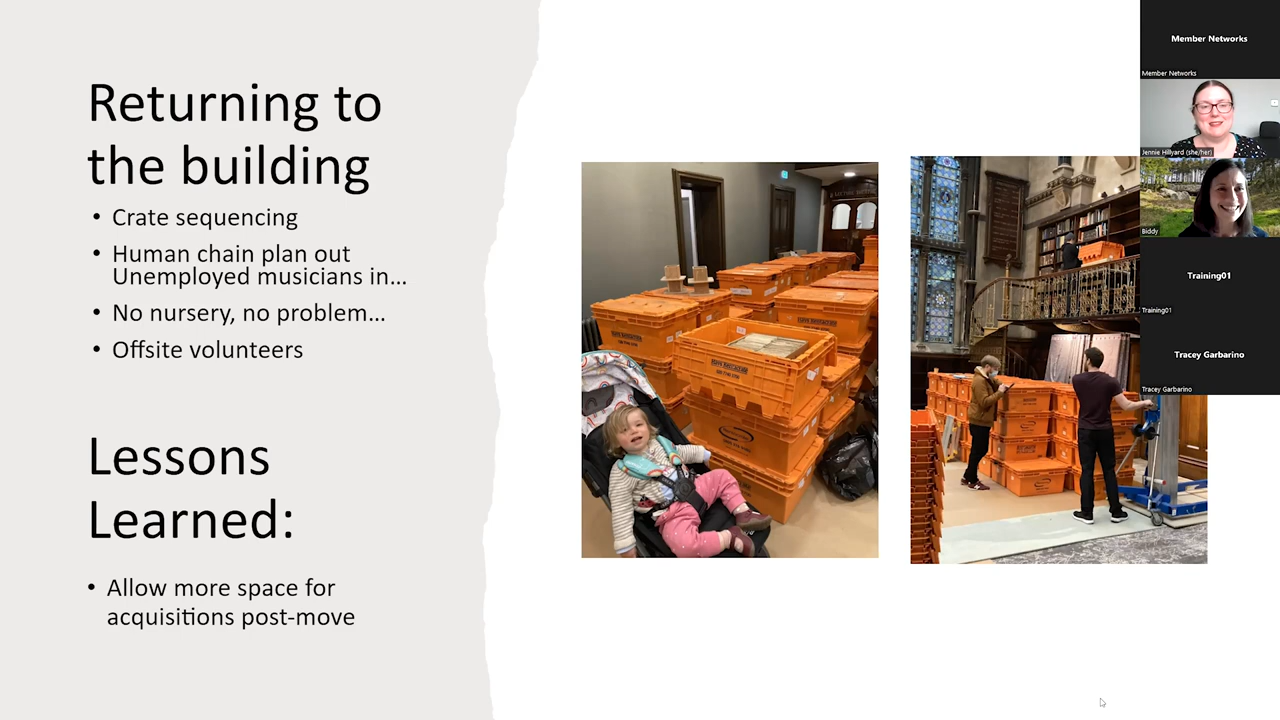 Returning to
the building
• Crate sequencing
• Human chain plan out
Unemployed musicians in...
• No nursery, no problem...
• Offsite volunteers
Lessons
Learned:
• Allow more space for
acquisitions post-move
Member Networks
Member Networks
Jennie Hillyard (she/her)
Biddy
Training01
Training01
Tracey Garbarino
Tracey Garbarino